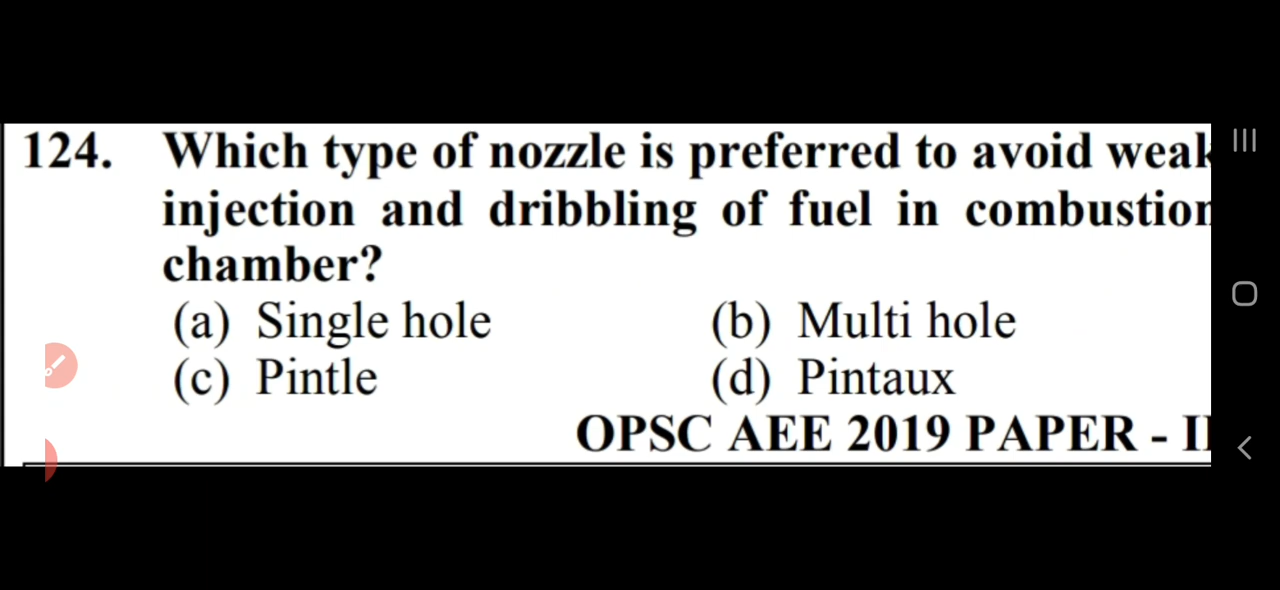 124. Which type of nozzle is preferred to avoid weak
injection and dribbling of fuel in combustion
chamber?
(a) Single hole (b) Multi hole
(c) Pintle (d) Pintaux
OPSC AEE 2019 PAPER - II